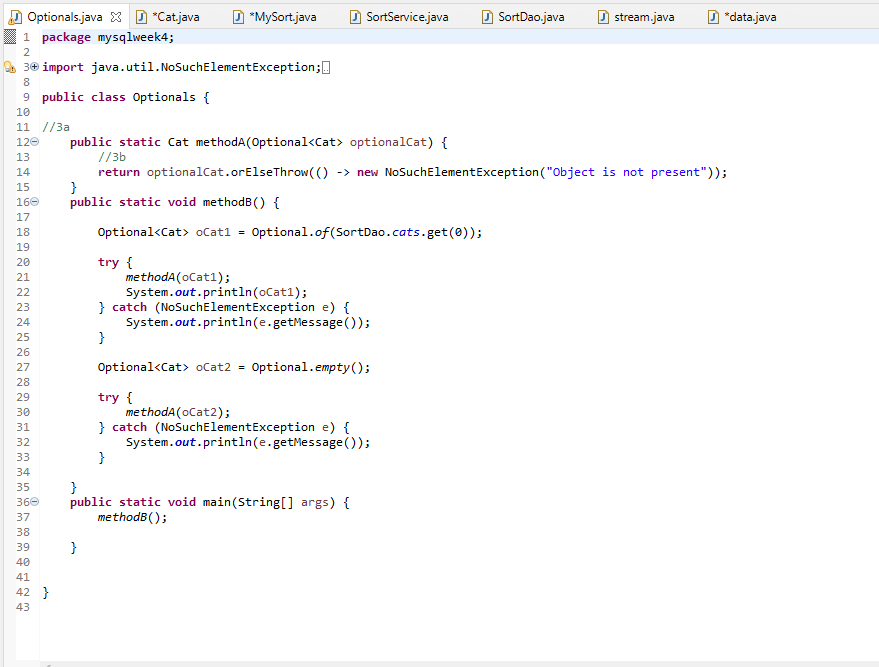 Optionals.java *Cat.java *MySort.java SortService.java SortDao.java stream.java *data.java
1 package mysqlweek4;
2
3 import java.util.NoSuchElementException;
8
9 public class Optionals {
10
11 //3a
12 public static Cat methodA(Optional<Cat> optionalCat) {
13 //3b
14 return optionalCat.orElseThrow(() -> new NoSuchElementException("Object is not present"));
15 }
16 public static void methodB() {
17
18 Optional<Cat> oCat1 = Optional.of(SortDao.cats.get(0));
19
20 try {
21 methodA(oCat1);
22 System.out.println(oCat1);
23 } catch (NoSuchElementException e) {
24 System.out.println(e.getMessage());
25 }
26
27 Optional<Cat> oCat2 = Optional.empty();
28
29 try {
30 methodA(oCat2);
31 } catch (NoSuchElementException e) {
32 System.out.println(e.getMessage());
33 }
34
35 }
36 public static void main(String[] args) {
37 methodB();
38
39 }
40
41
42 }
43